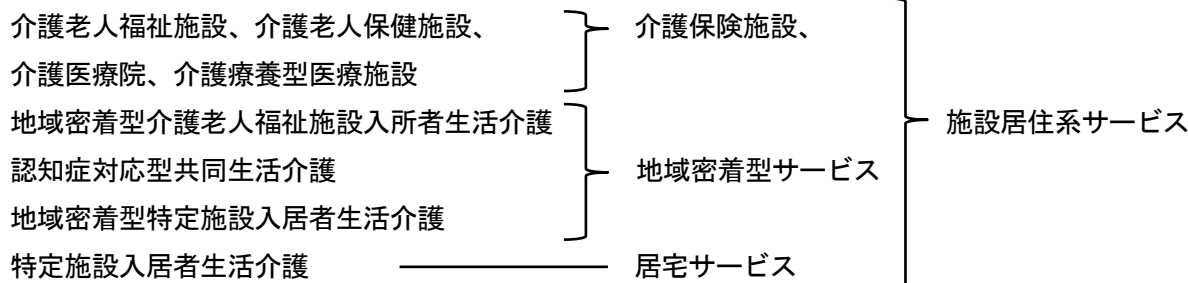 介護老人福祉施設、介護老人保健施設、
介護医療院、介護療養型医療施設
介護保険施設、
地域密着型介護老人福祉施設入所者生活介護
認知症対応型共同生活介護
地域密着型特定施設入居者生活介護
地域密着型サービス
特定施設入居者生活介護
居宅サービス
施設居住系サービス